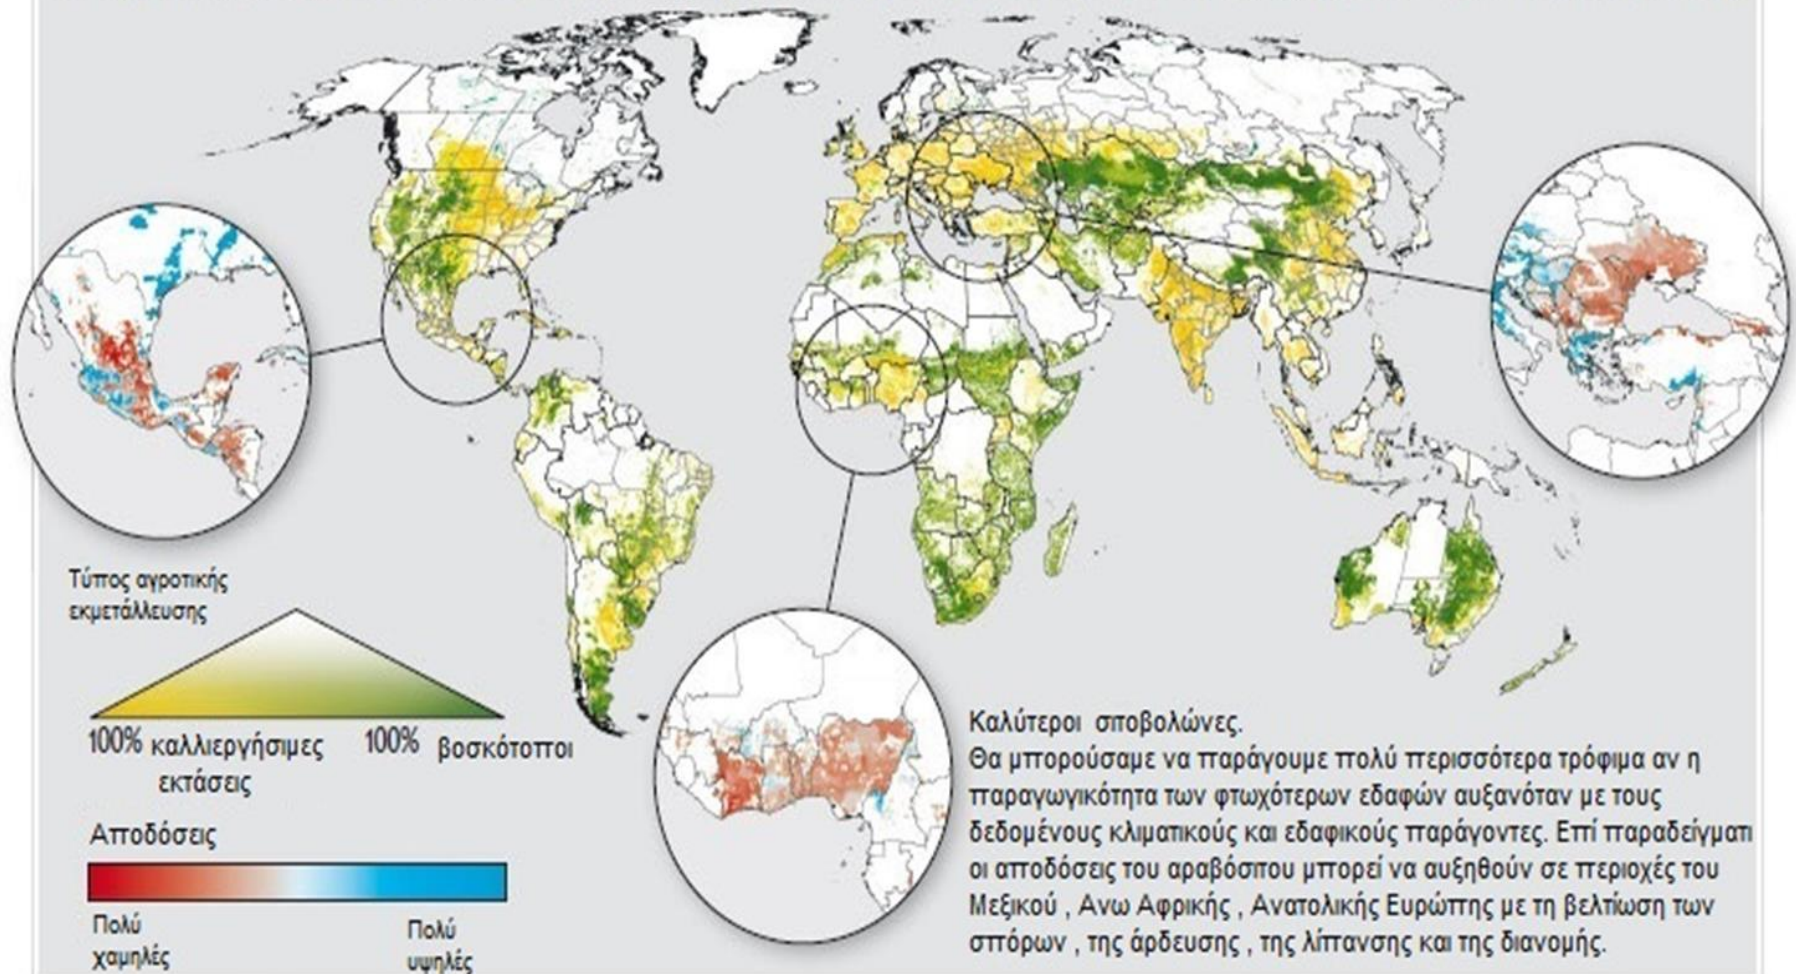 Τύπος αγροτικής
εκμετάλλευσης
100% καλλιεργήσιμες
εκτάσεις
100% βοσκότοποι
Αποδόσεις
Πολύ
χαμηλές
Πολύ
υψηλές
Καλύτεροι σιτοβολώνες.
Θα μπορούσαμε να παράγουμε πολύ περισσότερα τρόφιμα αν η
παραγωγικότητα των φτωχότερων εδαφών αυξανόταν με τους
δεδομένους κλιματικούς και εδαφικούς παράγοντες. Επί παραδείγματι
οι αποδόσεις του αραβόσιτου μπορεί να αυξηθούν σε περιοχές του
Μεξικού , Ανω Αφρικής , Ανατολικής Ευρώπης με τη βελτίωση των
σπόρων , της άρδευσης , της λίπανσης και της διανομής.